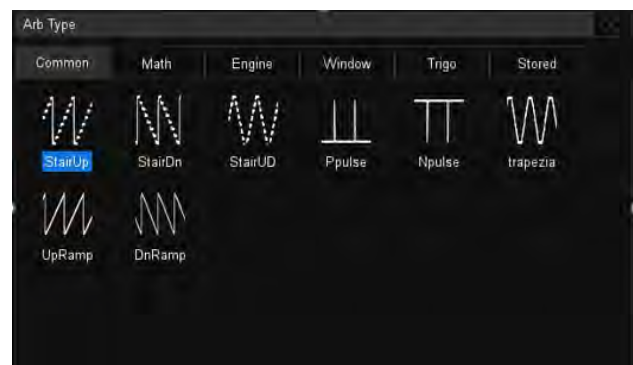 Arb Type
Common Math Engine Window Trigo Stored
StairUp StairDn StairUD Ppulse Npulse trapezia
UpRamp DnRamp